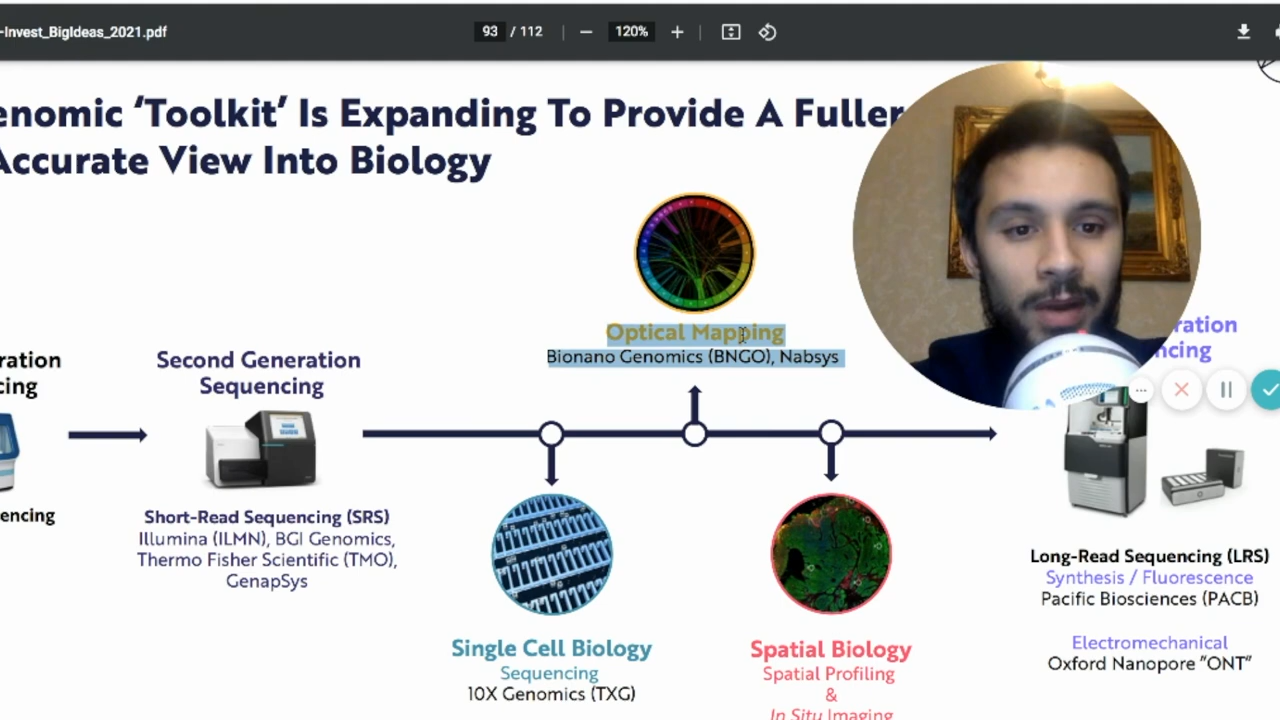 -Invest_BigIdeas_2021.pdf
93 / 112
120%
enomic ‘Toolkit’ Is Expanding To Provide A Fuller
Accurate View Into Biology
Optical Mapping
Bionano Genomics (BNGO), Nabsys
ration
cing
Second Generation
Sequencing
ration
ncing
encing
Short-Read Sequencing (SRS)
Illumina (ILMN), BGI Genomics,
Thermo Fisher Scientific (TMO),
GenapSys
Single Cell Biology
Sequencing
10X Genomics (TXG)
Spatial Biology
Spatial Profiling
&
In Situ Imaging
Long-Read Sequencing (LRS)
Synthesis / Fluorescence
Pacific Biosciences (PACB)
Electromechanical
Oxford Nanopore ”ONT”